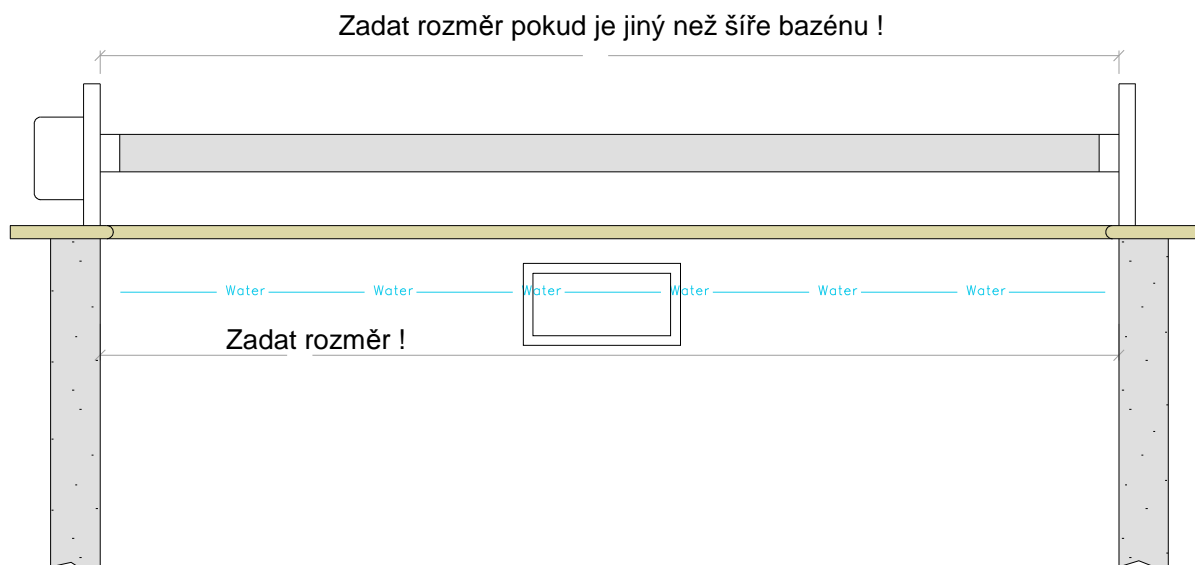 Zadat rozměr pokud je jiný než šíře bazénu !
Water Water Water Water Water Water
Zadat rozměr !